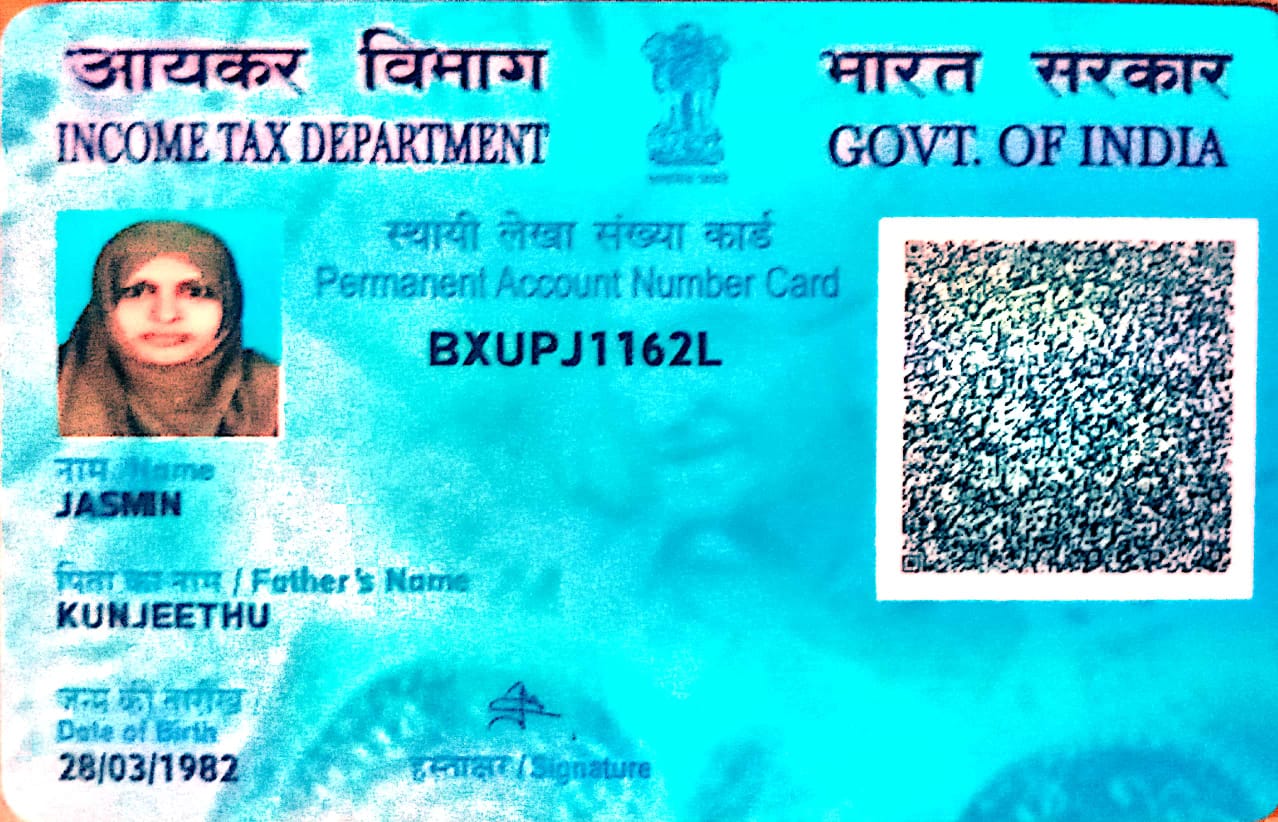 आयकर विभाग
INCOME TAX DEPARTMENT
भारत सरकार
GOVT. OF INDIA
स्थायी लेखा संख्या कार्ड
Permanent Account Number Card
BXUPJ1162L
नाम / Name
JASMIN
पिता का नाम / Father's Name
KUNJEETHU
जन्म की तारीख
Date of Birth
28/03/1982
हस्ताक्षर / Signature